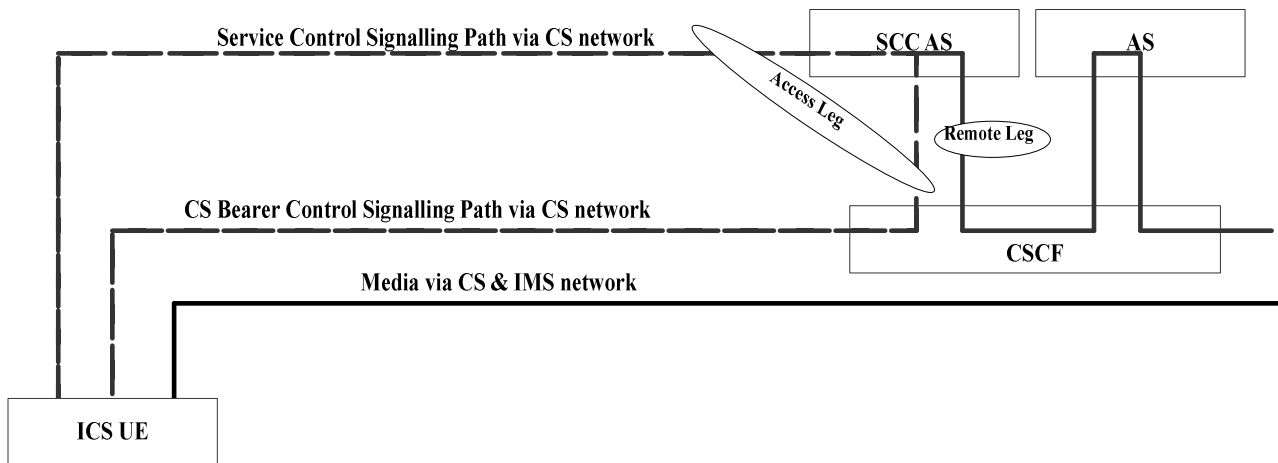 Service Control Signalling Path via CS network
SCC AS
AS
Access Leg
Remote Leg
CS Bearer Control Signalling Path via CS network
CSCF
Media via CS & IMS network
ICS UE